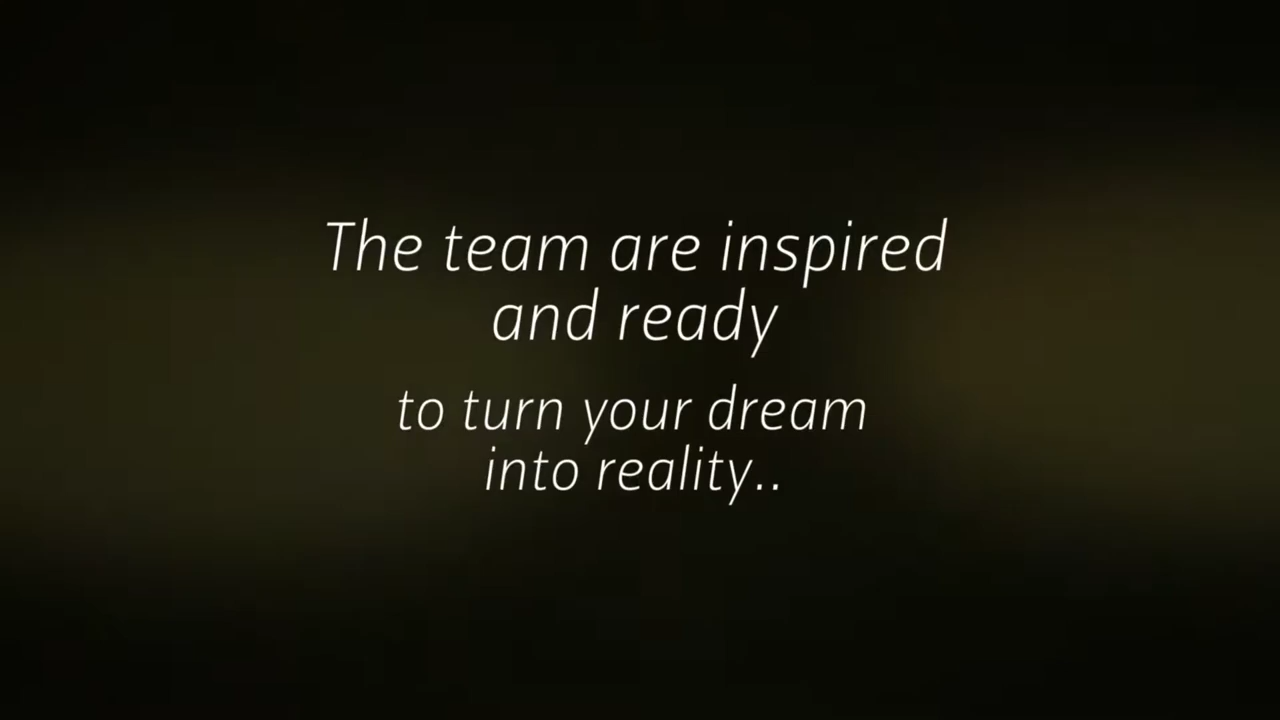 The team are inspired
and ready
to turn your dream
into reality..